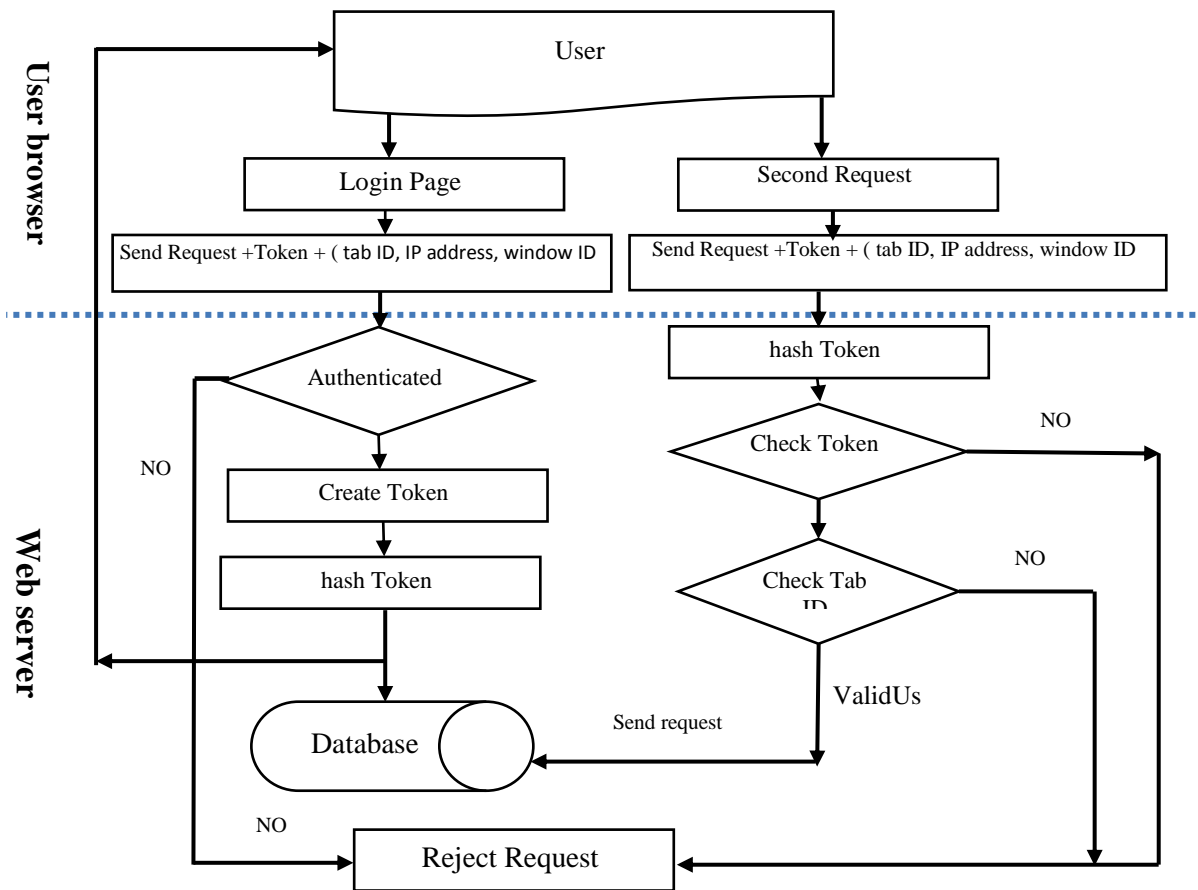 User
User browser
Login Page
Second Request
Send Request +Token + ( tab ID, IP address, window ID
Send Request +Token + ( tab ID, IP address, window ID
hash Token
Authenticated
Check Token
NO
NO
Create Token
hash Token
Check Tab
ID
NO
Web server
ValidUs
Send request
Database
NO
Reject Request